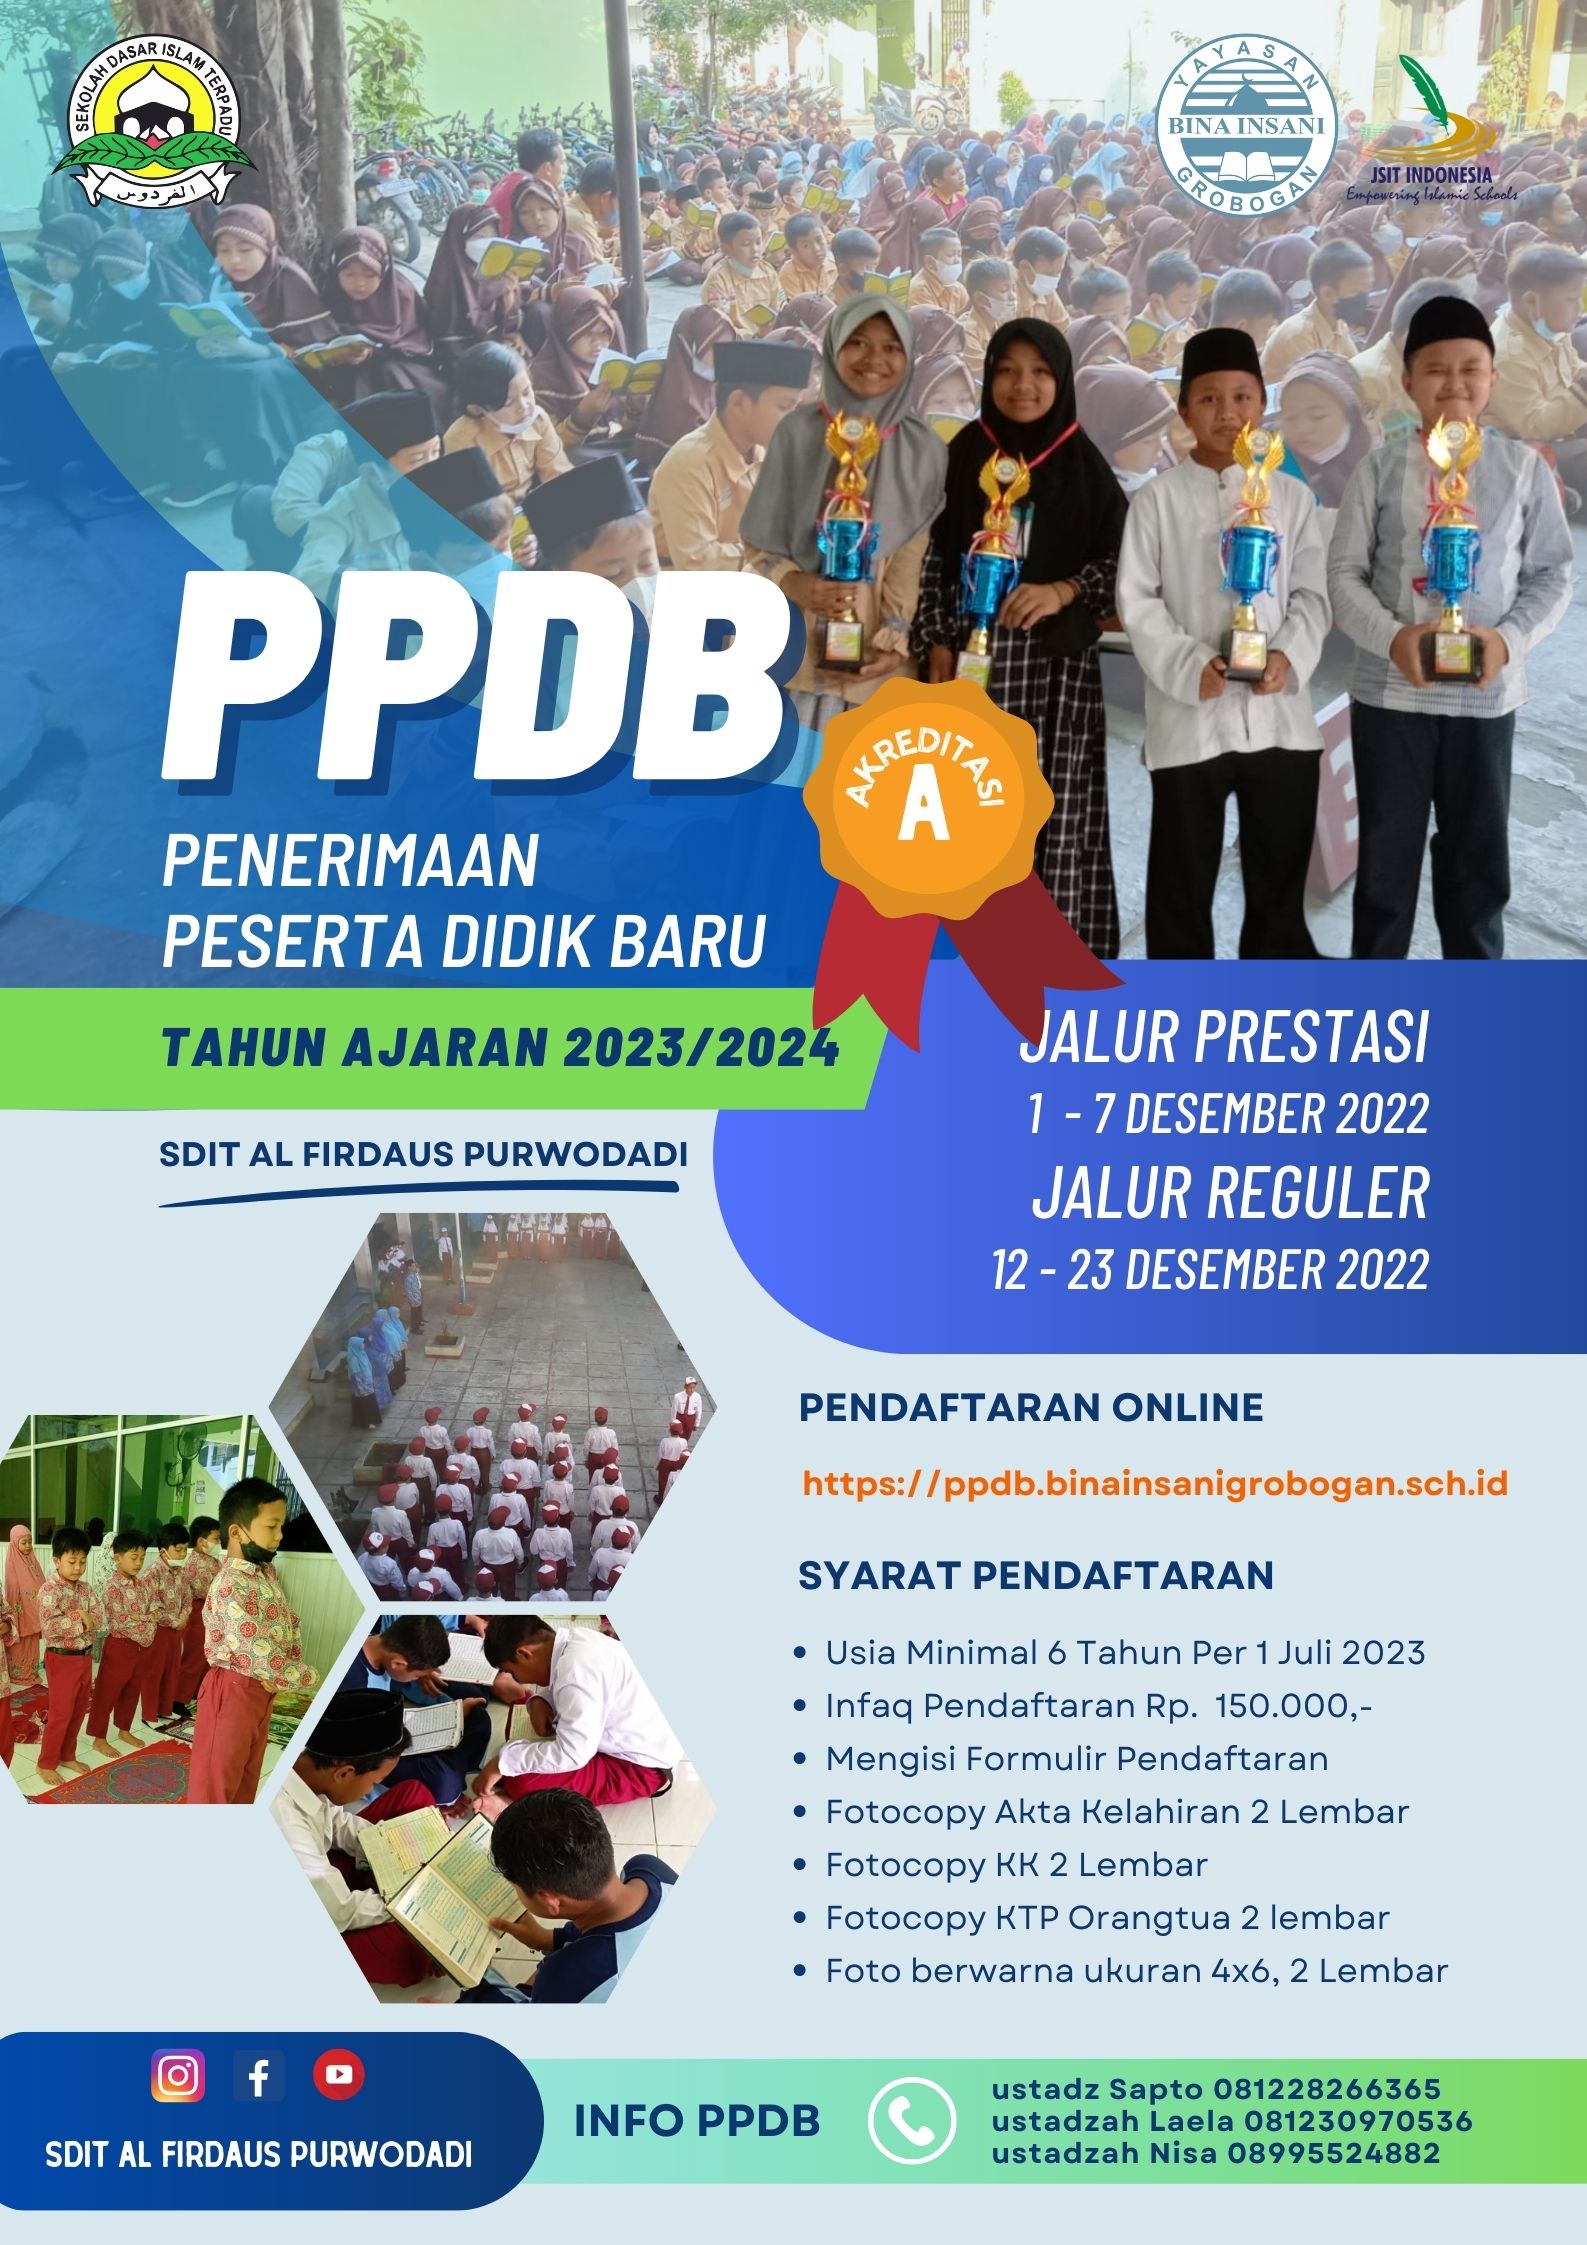 SEKOLAH DASAR ISLAM TERPADU
الفردوس
YAYASAN
BINA INSANI
GROBOGAN
JSIT INDONESIA
Empowering Islamic Schools
PPDB
AKREDITASI
A
PENERIMAAN
PESERTA DIDIK BARU
TAHUN AJARAN 2023/2024
SDIT AL FIRDAUS PURWODADI
JALUR PRESTASI
1 - 7 DESEMBER 2022
JALUR REGULER
12 - 23 DESEMBER 2022
PENDAFTARAN ONLINE
https://ppdb.binainsanigrobogan.sch.id
SYARAT PENDAFTARAN
• Usia Minimal 6 Tahun Per 1 Juli 2023
• Infaq Pendaftaran Rp. 150.000,-
• Mengisi Formulir Pendaftaran
• Fotocopy Akta Kelahiran 2 Lembar
• Fotocopy KK 2 Lembar
• Fotocopy KTP Orangtua 2 lembar
• Foto berwarna ukuran 4x6, 2 Lembar
SDIT AL FIRDAUS PURWODADI
INFO PPDB
ustadz Sapto 081228266365
ustadzah Laela 081230970536
ustadzah Nisa 08995524882